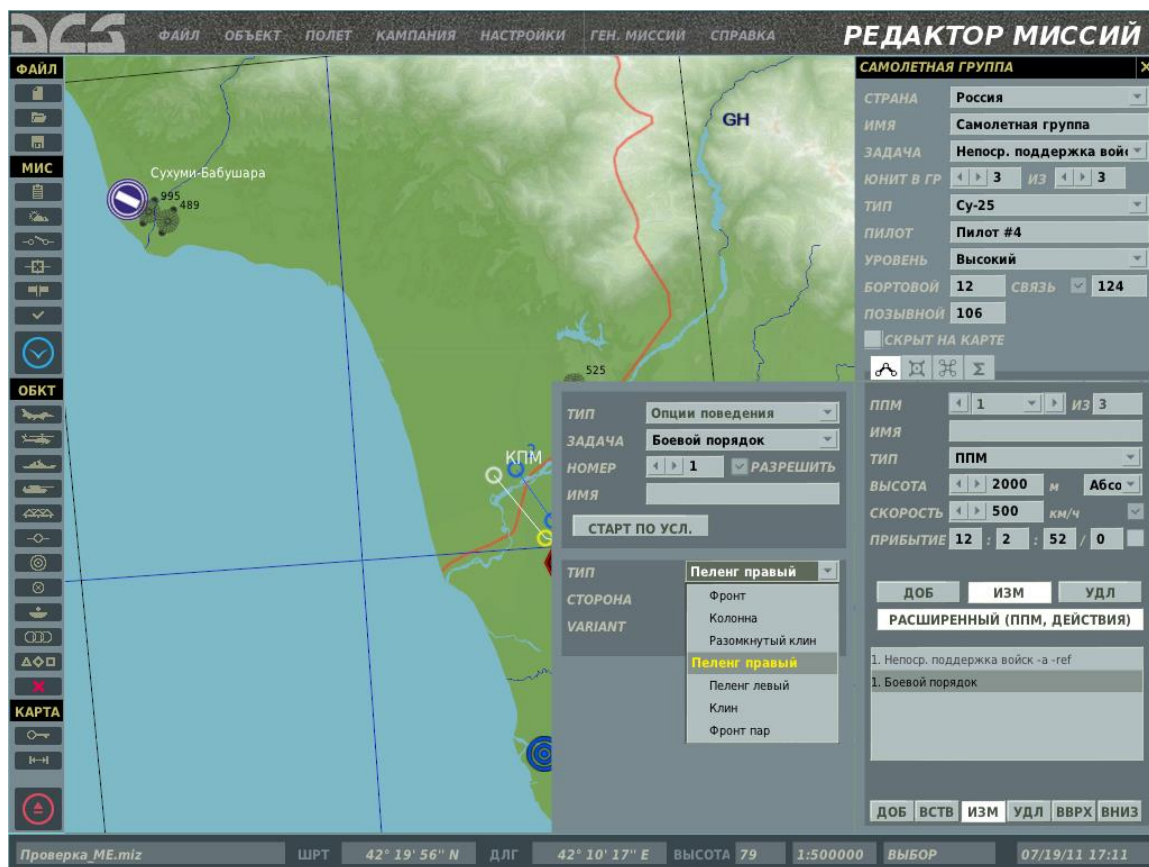 DCS ФАЙЛ ОБЪЕКТ ПОЛЕТ КАМПАНИЯ НАСТРОЙКИ ГЕН. МИССИЙ СПРАВКА РЕДАКТОР МИССИЙ
ФАЙЛ
МИС
ОБКТ
КАРТА
GH
Сухуми-Бабушара
995
489
525
КПМ
САМОЛЕТНАЯ ГРУППА
СТРАНА Россия
ИМЯ Самолетная группа
ЗАДАЧА Непоср. поддержка войс
ЮНИТ В ГР 3 ИЗ 3
ТИП Су-25
ПИЛОТ Пилот #4
УРОВЕНЬ Высокий
БОРТОВОЙ 12 СВЯЗЬ 124
ПОЗЫВНОЙ 106
СКРЫТ НА КАРТЕ
Σ
ТИП Опции поведения
ЗАДАЧА Боевой порядок
НОМЕР 1 РАЗРЕШИТЬ
ИМЯ
СТАРТ ПО УСЛ.
ТИП Пеленг правый
СТОРОНА
VARIANT
Фронт
Колонна
Разомкнутый клин
Пеленг правый
Пеленг левый
Клин
Фронт пар
ППМ 1 ИЗ 3
ИМЯ
ТИП ППМ
ВЫСОТА 2000 м Абсо
СКОРОСТЬ 500 км/ч
ПРИБЫТИЕ 12 : 2 : 52 / 0
ДОБ ИЗМ УДЛ
РАСШИРЕННЫЙ (ППМ, ДЕЙСТВИЯ)
1. Непоср. поддержка войск -a -ref
1. Боевой порядок
ДОБ ВСТВ ИЗМ УДЛ ВВРХ ВНИЗ
Проверка_ME.miz ШРТ 42° 19' 56" N ДЛГ 42° 10' 17" E ВЫСОТА 79 1:500000 ВЫБОР 07/19/11 17:11